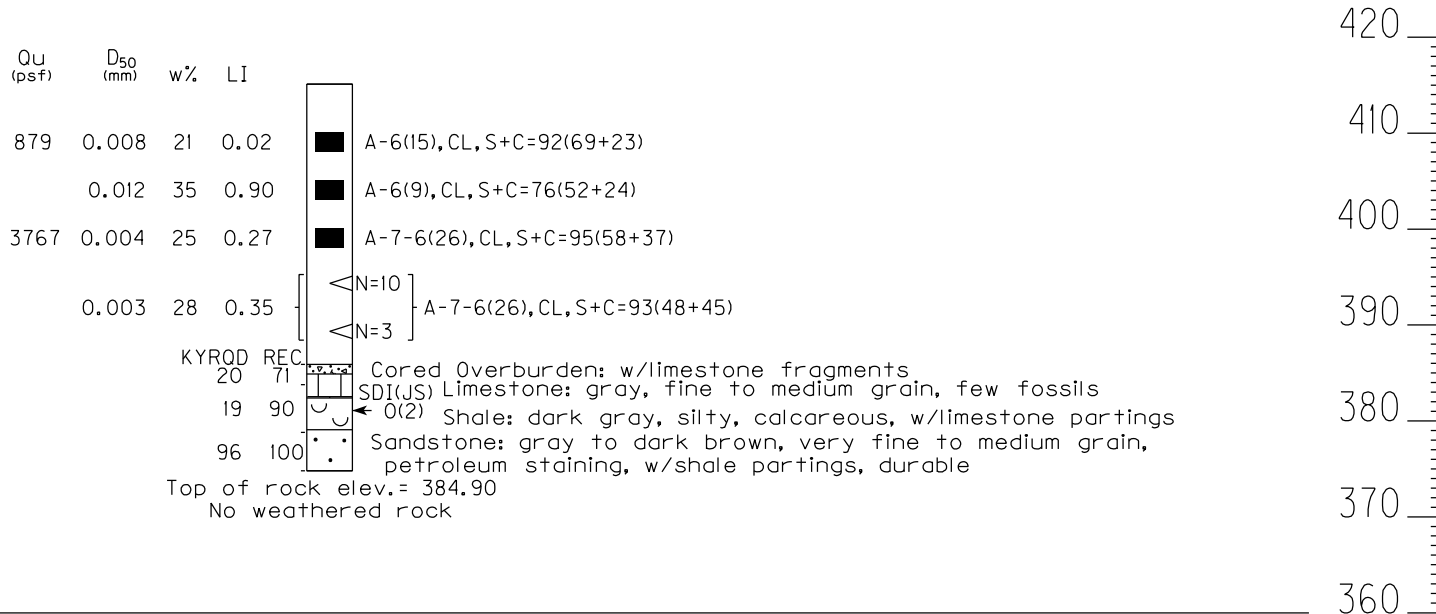 420
Qu D50 w% LI
(psf) (mm)
410
879 0.008 21 0.02 A-6(15), CL, S+C=92(69+23)
0.012 35 0.90 A-6(9), CL, S+C=76(52+24)
400
3767 0.004 25 0.27 A-7-6(26), CL, S+C=95(58+37)
N=10
0.003 28 0.35 A-7-6(26), CL, S+C=93(48+45)
390
N=3
KYRQD REC
Cored Overburden: w/limestone fragments
20 71
SDI(JS) Limestone: gray, fine to medium grain, few fossils
19 90 0(2) Shale: dark gray, silty, calcareous, w/limestone partings
380
Sandstone: gray to dark brown, very fine to medium grain,
96 100
petroleum staining, w/shale partings, durable
Top of rock elev.= 384.90
No weathered rock
370
360